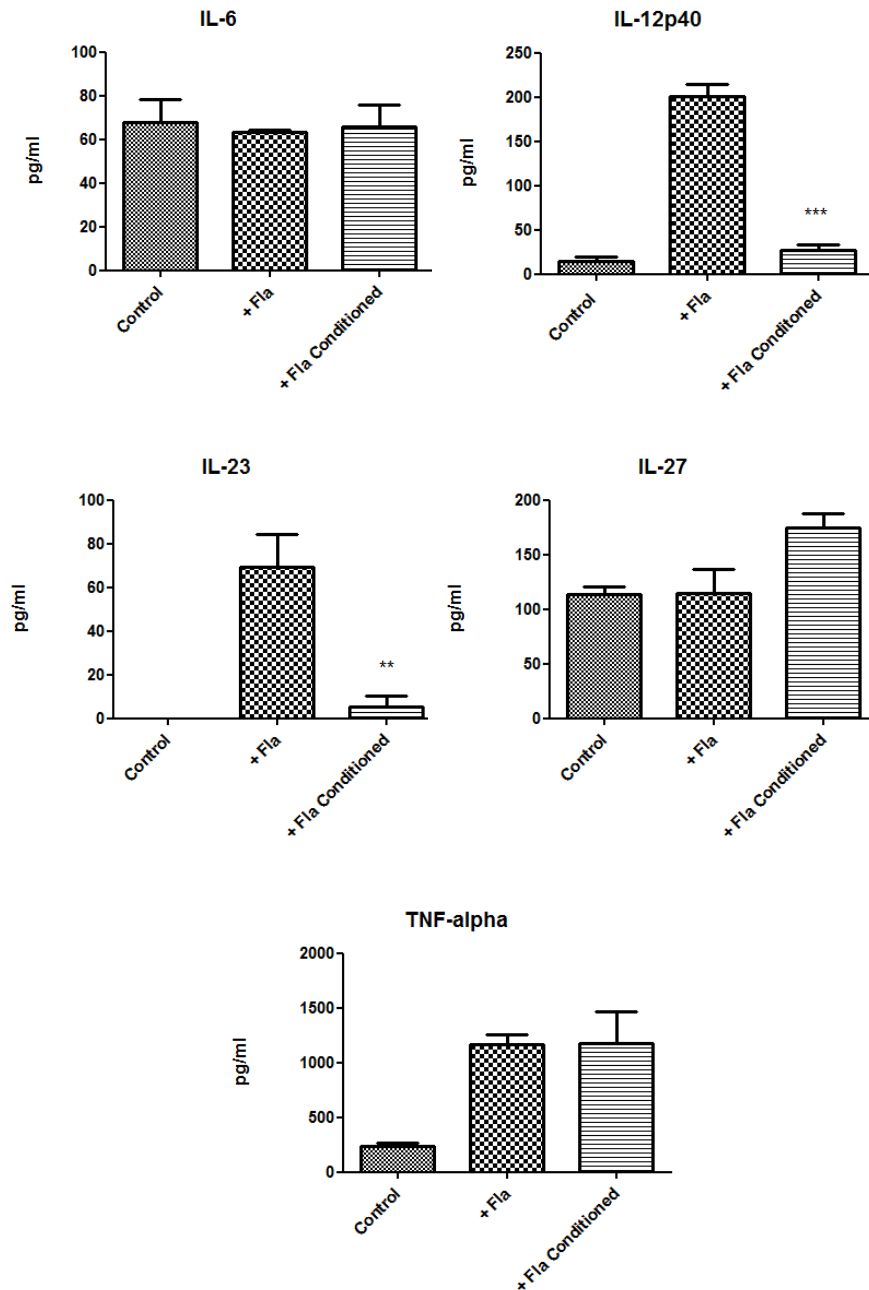 IL-6
100
80
60
40
20
0
pg/ml
Control
+ Fla
+ Fla Conditioned
IL-12p40
250
200
150
100
50
0
pg/ml
***
Control
+ Fla
+ Fla Conditioned
IL-23
100
80
60
40
20
0
pg/ml
**
Control
+ Fla
+ Fla Conditioned
IL-27
200
150
100
50
0
pg/ml
Control
+ Fla
+ Fla Conditioned
TNF-alpha
2000
1500
1000
500
0
pg/ml
Control
+ Fla
+ Fla Conditioned